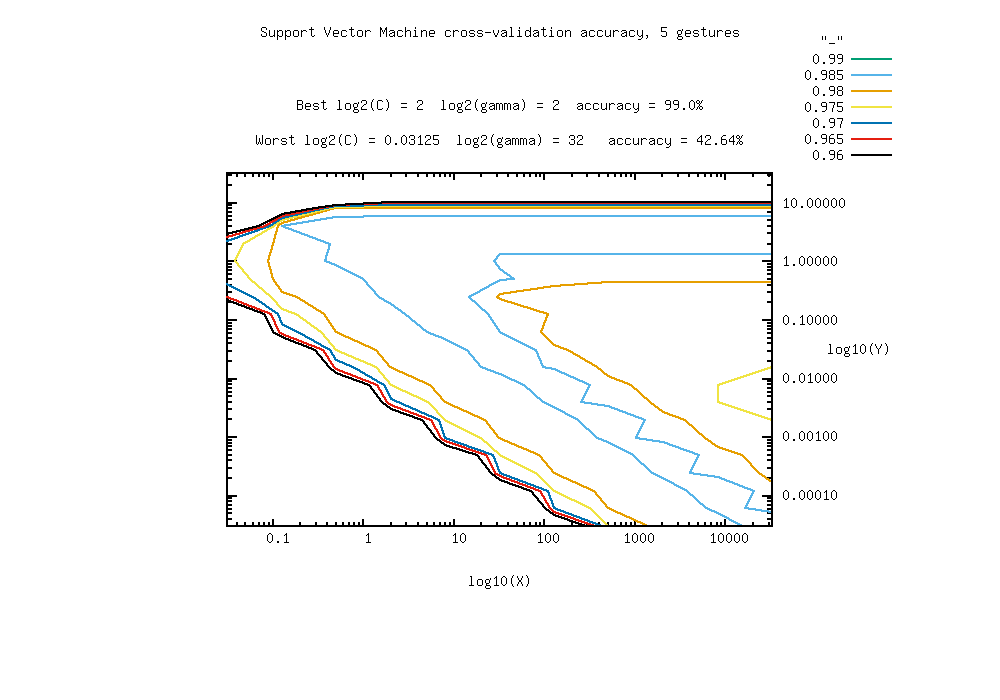 Support Vector Machine cross-validation accuracy, 5 gestures
"_"
0.99
0.985
0.98
0.975
0.97
0.965
0.96
Best log2(C) = 2  log2(gamma) = 2  accuracy = 99.0%
Worst log2(C) = 0.03125  log2(gamma) = 32   accuracy = 42.64%
10.00000
1.00000
0.10000
log10(Y)
0.01000
0.00100
0.00010
0.1 1 10 100 1000 10000
log10(X)